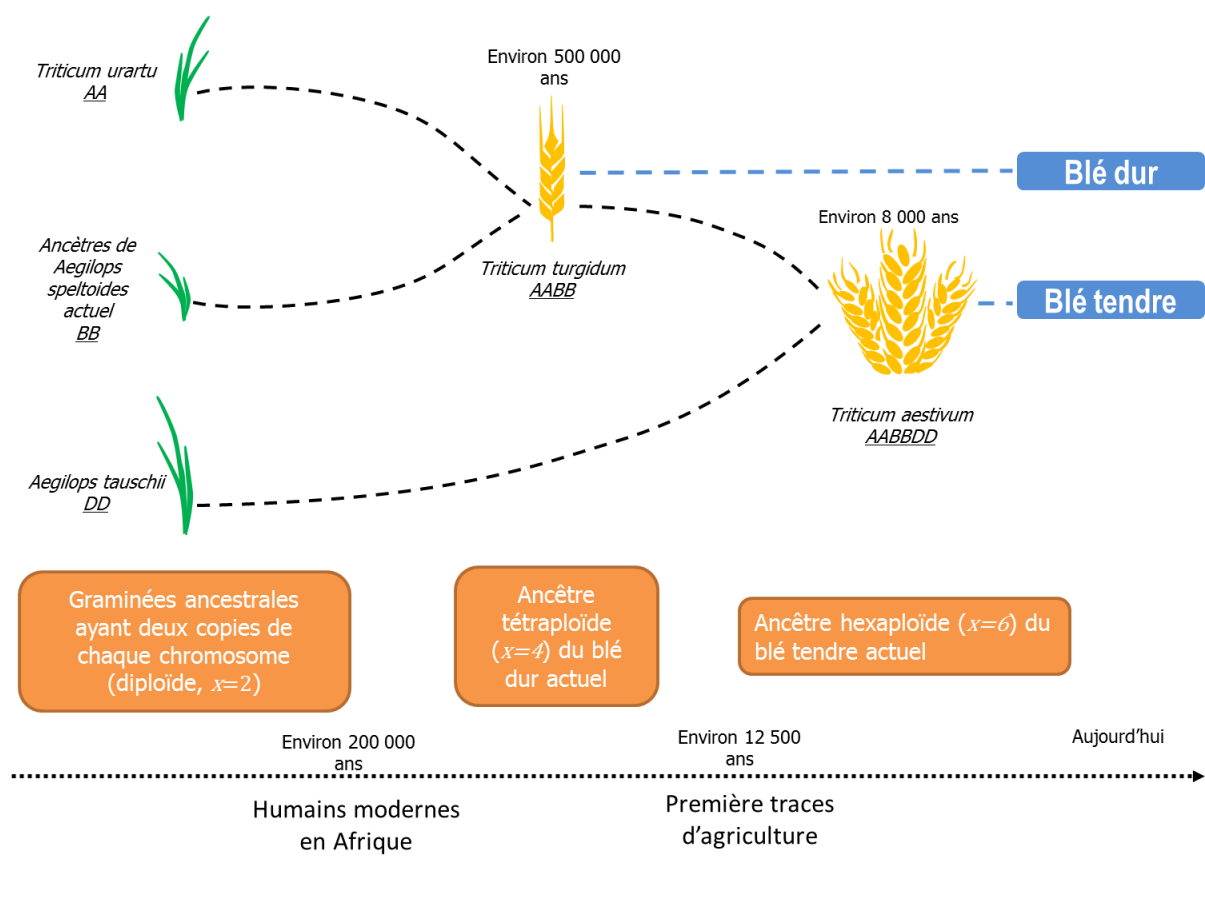 Triticum urartu
AA
Environ 500 000
ans
Blé dur
Environ 8 000 ans
Ancètres de
Aegilops
speltoides
actuel
BB
Triticum turgidum
AABB
Blé tendre
Triticum aestivum
AABBDD
Aegilops tauschii
DD
Graminées ancestrales
ayant deux copies de
chaque chromosome
(diploïde, x=2)
Ancêtre
tétraploïde
(x=4) du blé
dur actuel
Ancêtre hexaploïde (x=6) du
blé tendre actuel
Environ 200 000
ans
Environ 12 500
ans
Aujourd’hui
Humains modernes
en Afrique
Première traces
d’agriculture